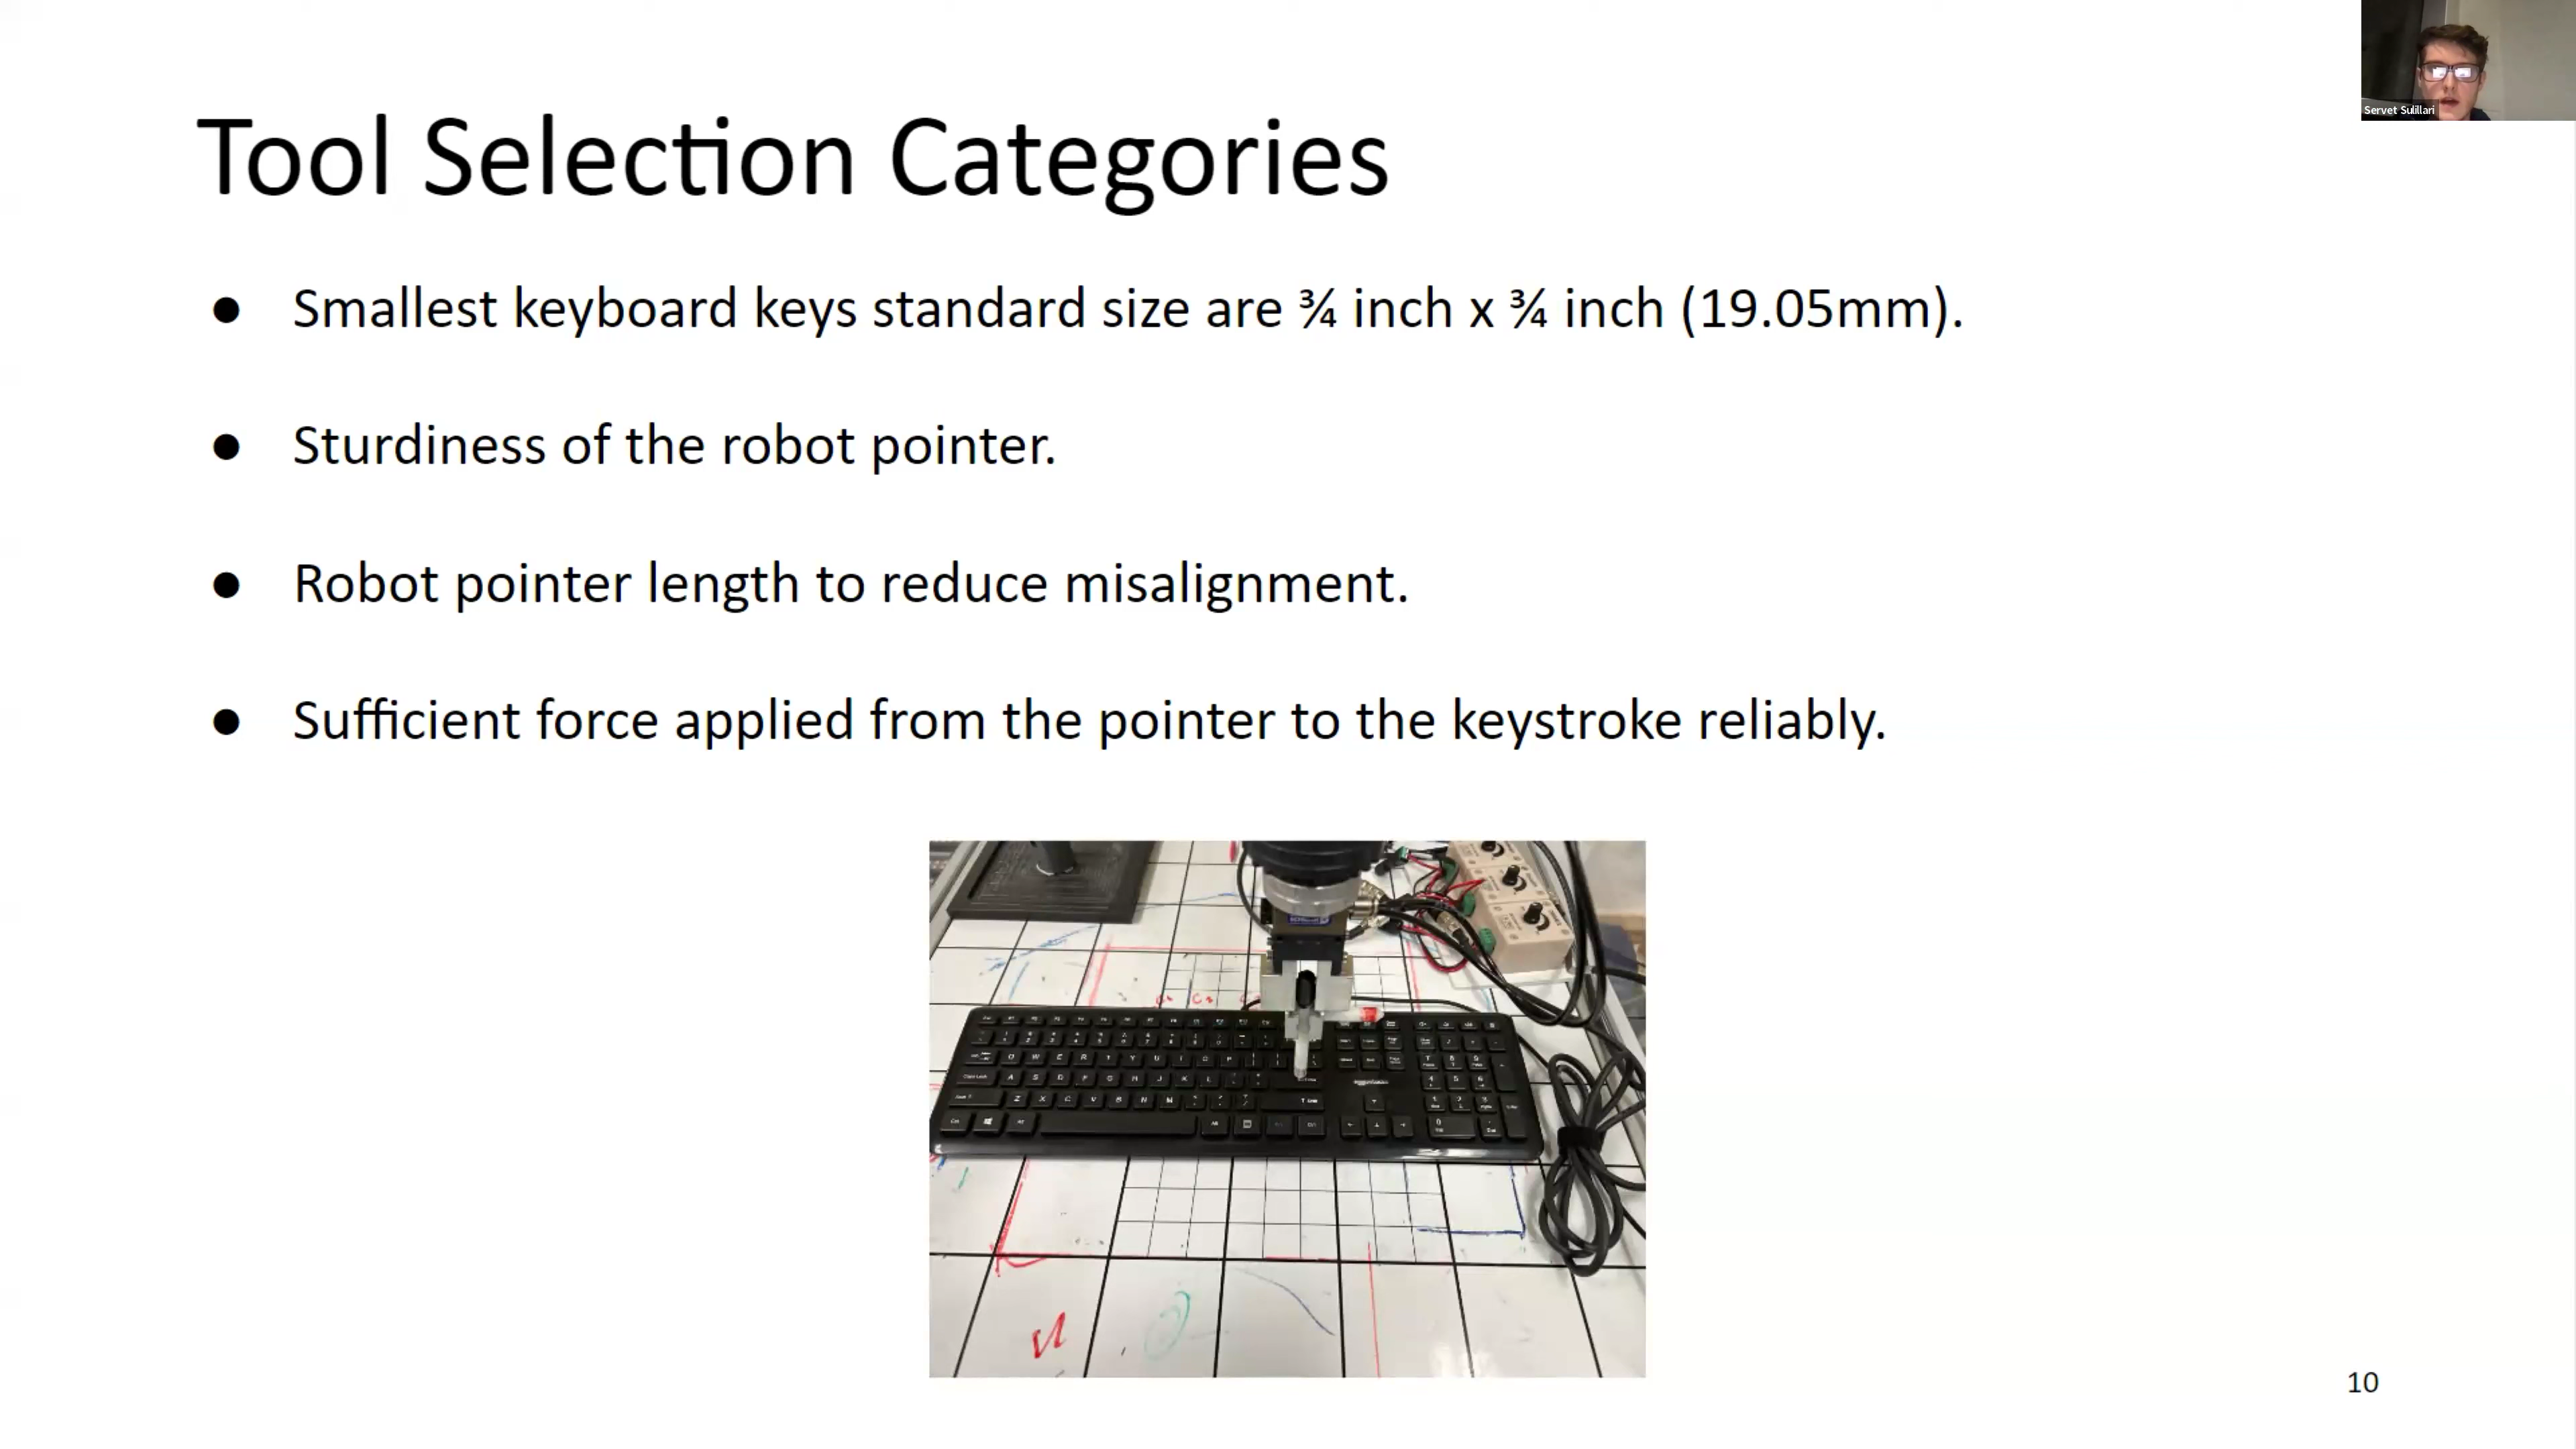 Servet Sulillari
Tool Selection Categories
● Smallest keyboard keys standard size are ¾ inch x ¾ inch (19.05mm).
● Sturdiness of the robot pointer.
● Robot pointer length to reduce misalignment.
● Sufficient force applied from the pointer to the keystroke reliably.
10